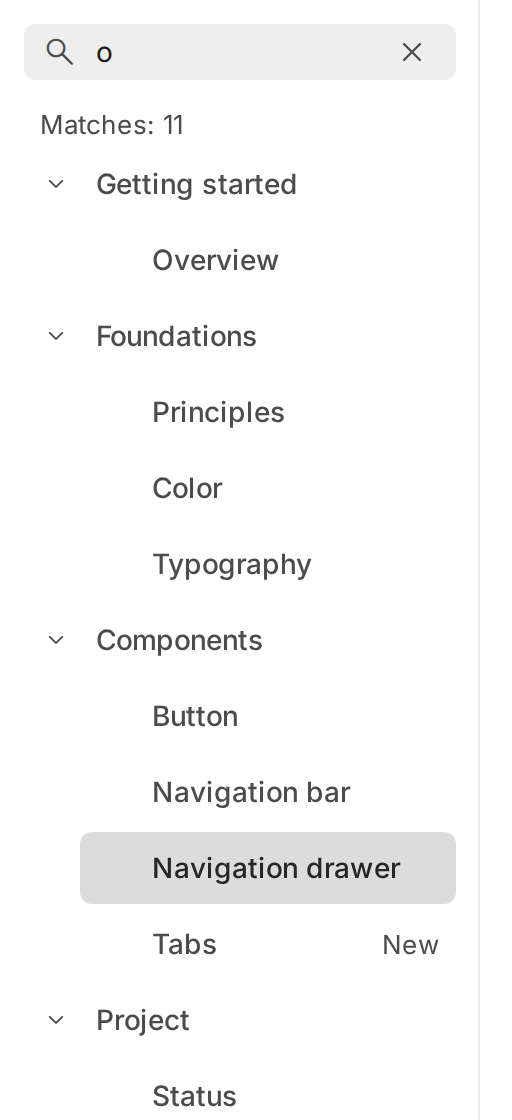 o
Matches: 11
Getting started
Overview
Foundations
Principles
Color
Typography
Components
Button
Navigation bar
Navigation drawer
Tabs New
Project
Status